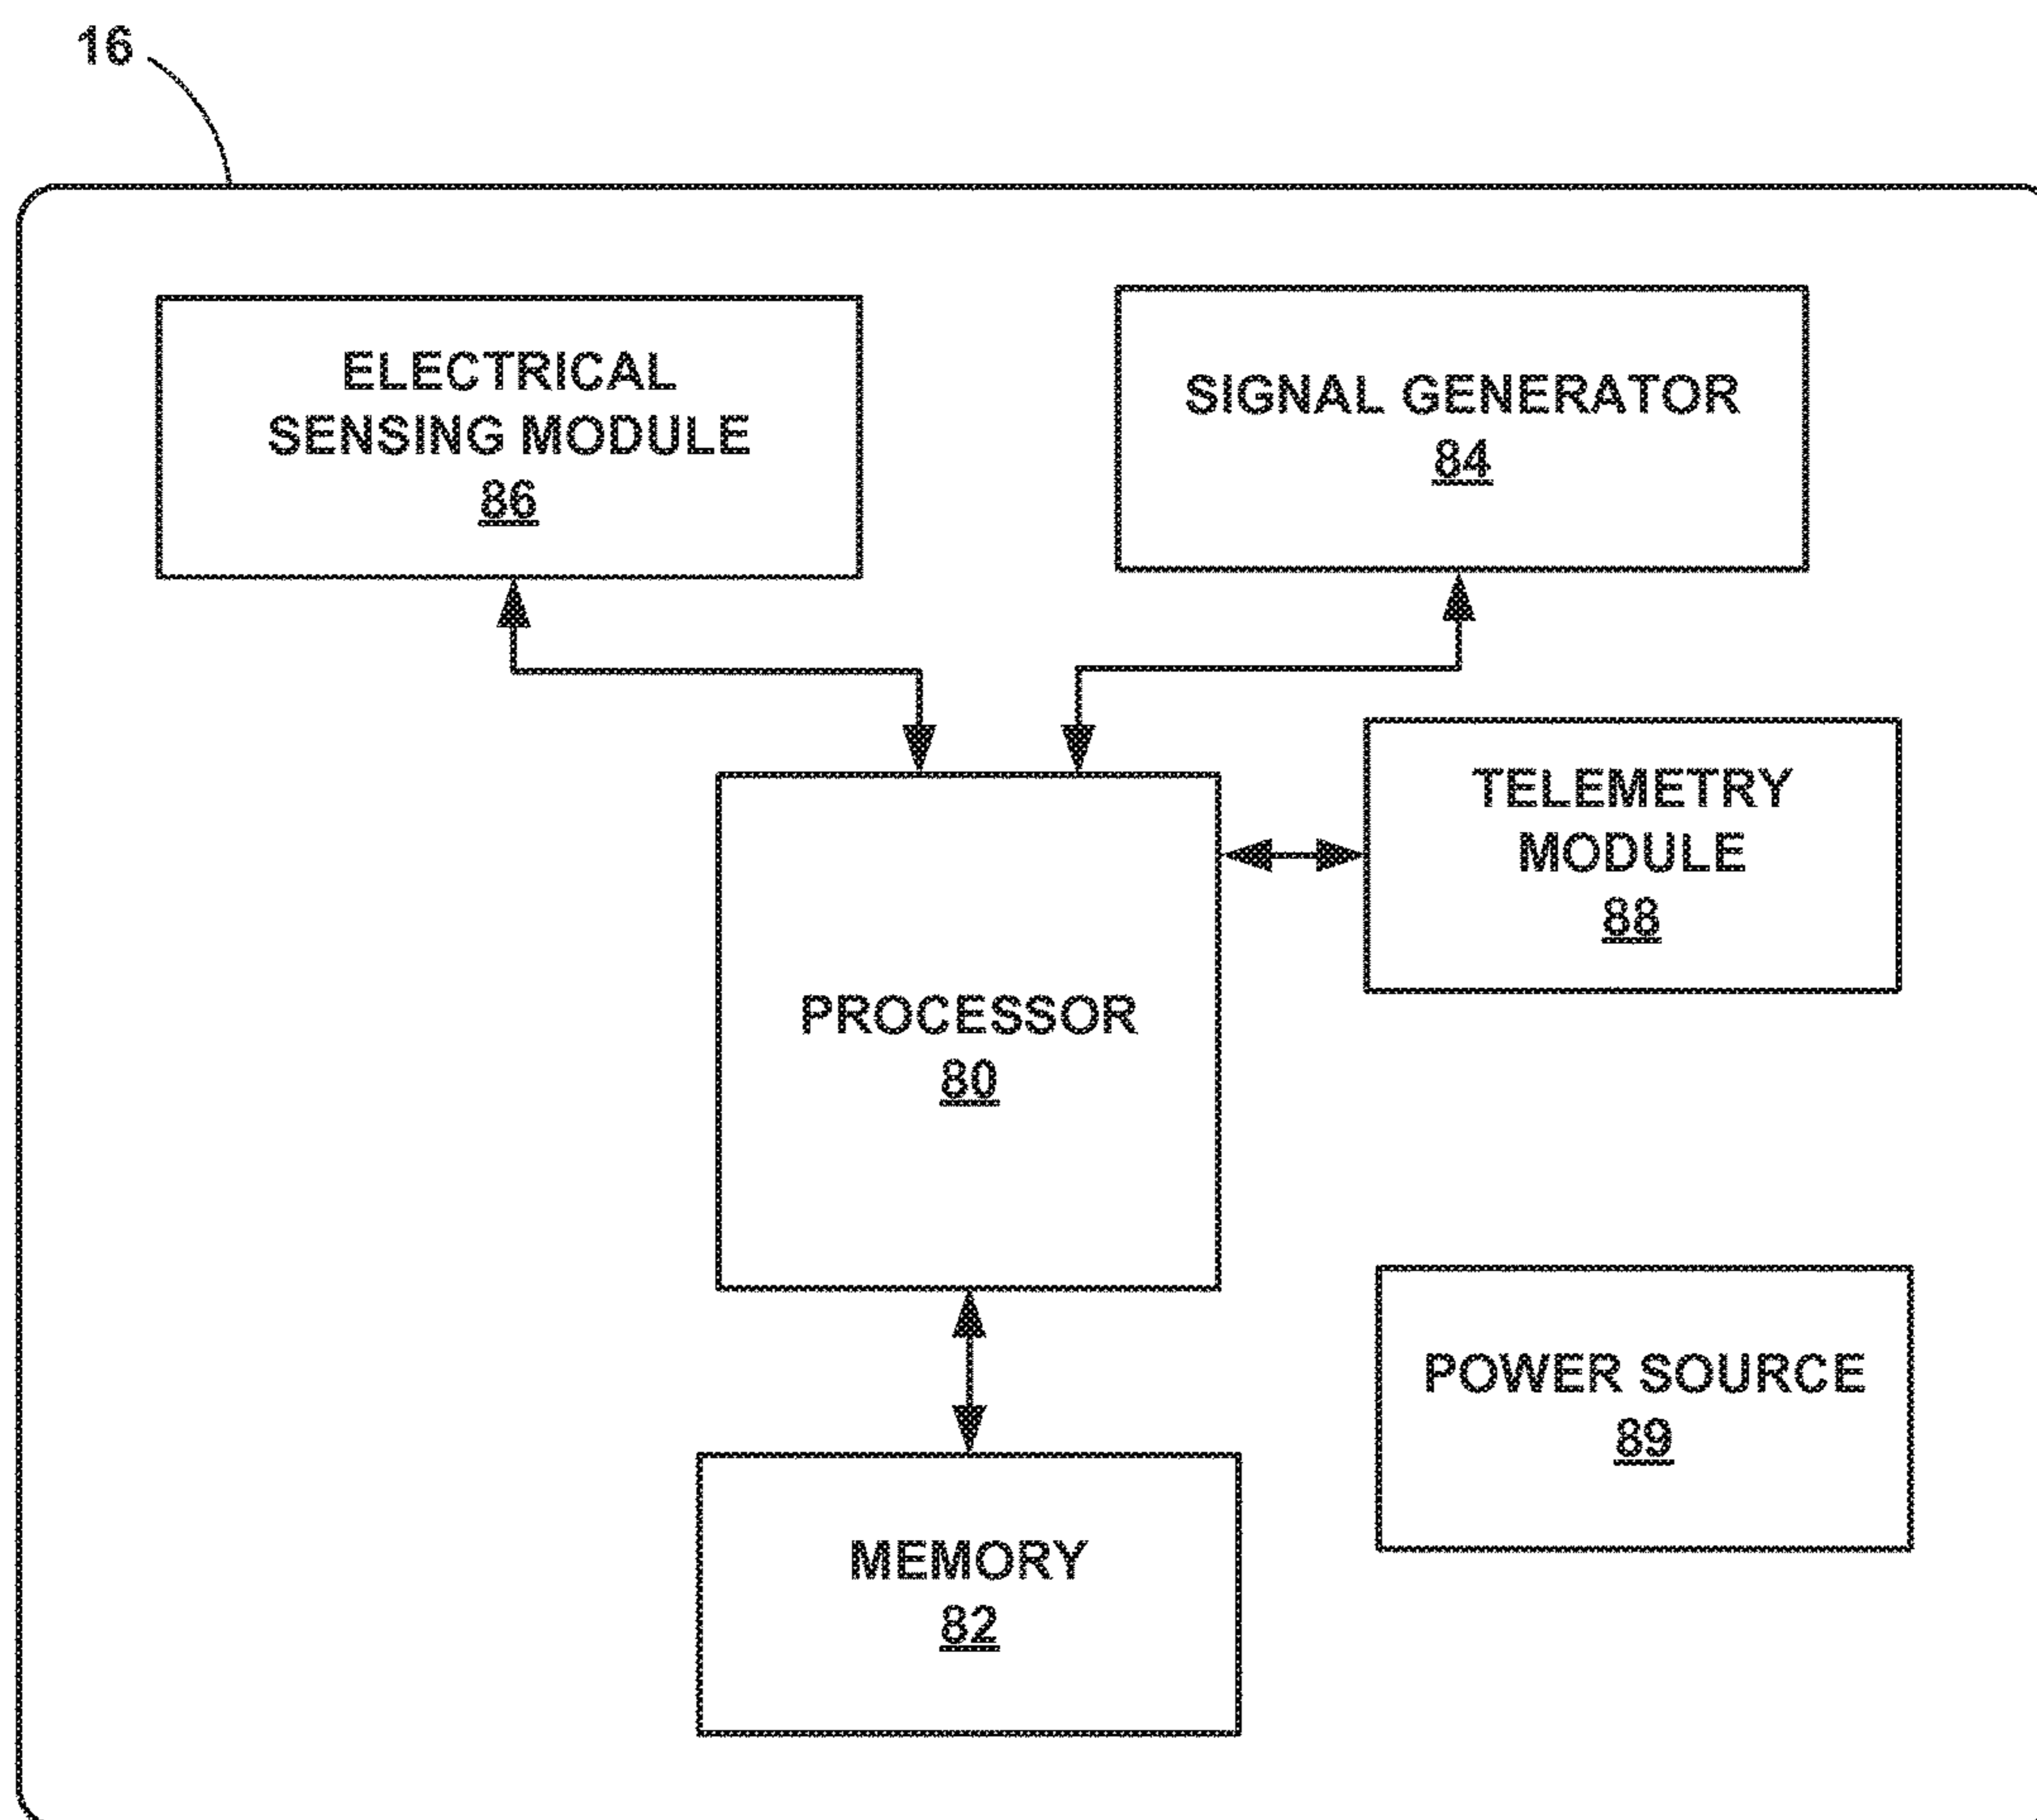 16
ELECTRICAL
SENSING MODULE
86
SIGNAL GENERATOR
84
TELEMETRY
MODULE
88
PROCESSOR
80
POWER SOURCE
89
MEMORY
82